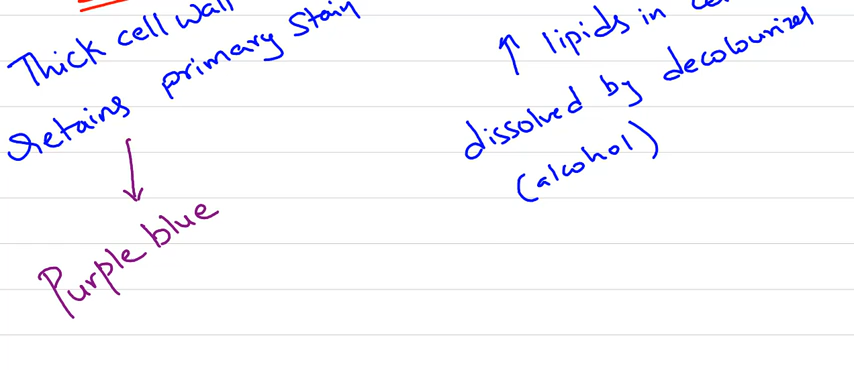 Thick cell wall
retains primary stain
Purple blue
↑ lipids in
dissolved by decolourizer
(alcohol)